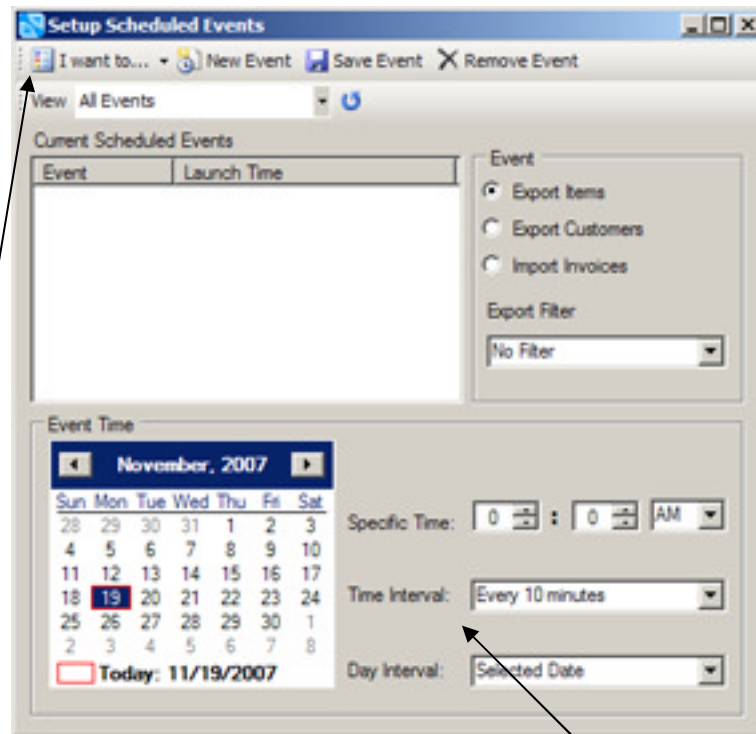 Setup Scheduled Events
I want to... New Event Save Event Remove Event
View All Events
Current Scheduled Events
Event Launch Time
Event
Export Items
Export Customers
Import Invoices
Export Filter
No Filter
Event Time
November, 2007
Sun Mon Tue Wed Thu Fri Sat
28 29 30 31 1 2 3
4 5 6 7 8 9 10
11 12 13 14 15 16 17
18 19 20 21 22 23 24
25 26 27 28 29 30 1
2 3 4 5 6 7 8
Today: 11/19/2007
Specific Time: 0 : 0 AM
Time Interval: Every 10 minutes
Day Interval: Selected Date